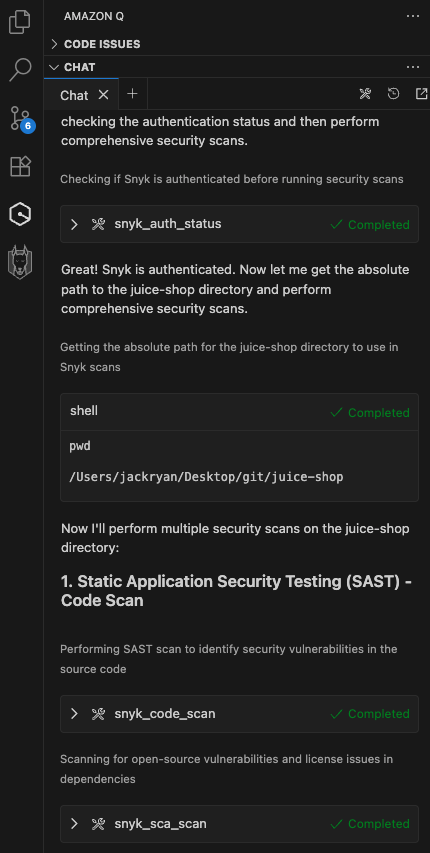 AMAZON Q
CODE ISSUES
CHAT
Chat
checking the authentication status and then perform
comprehensive security scans.
Checking if Snyk is authenticated before running security scans
6
snyk_auth_status
Completed
Great! Snyk is authenticated. Now let me get the absolute
path to the juice-shop directory and perform
comprehensive security scans.
Getting the absolute path for the juice-shop directory to use in
Snyk scans
shell
Completed
pwd
/Users/jackryan/Desktop/git/juice-shop
Now I'll perform multiple security scans on the juice-shop
directory:
1. Static Application Security Testing (SAST) -
Code Scan
Performing SAST scan to identify security vulnerabilities in the
source code
snyk_code_scan
Completed
Scanning for open-source vulnerabilities and license issues in
dependencies
snyk_sca_scan
Completed